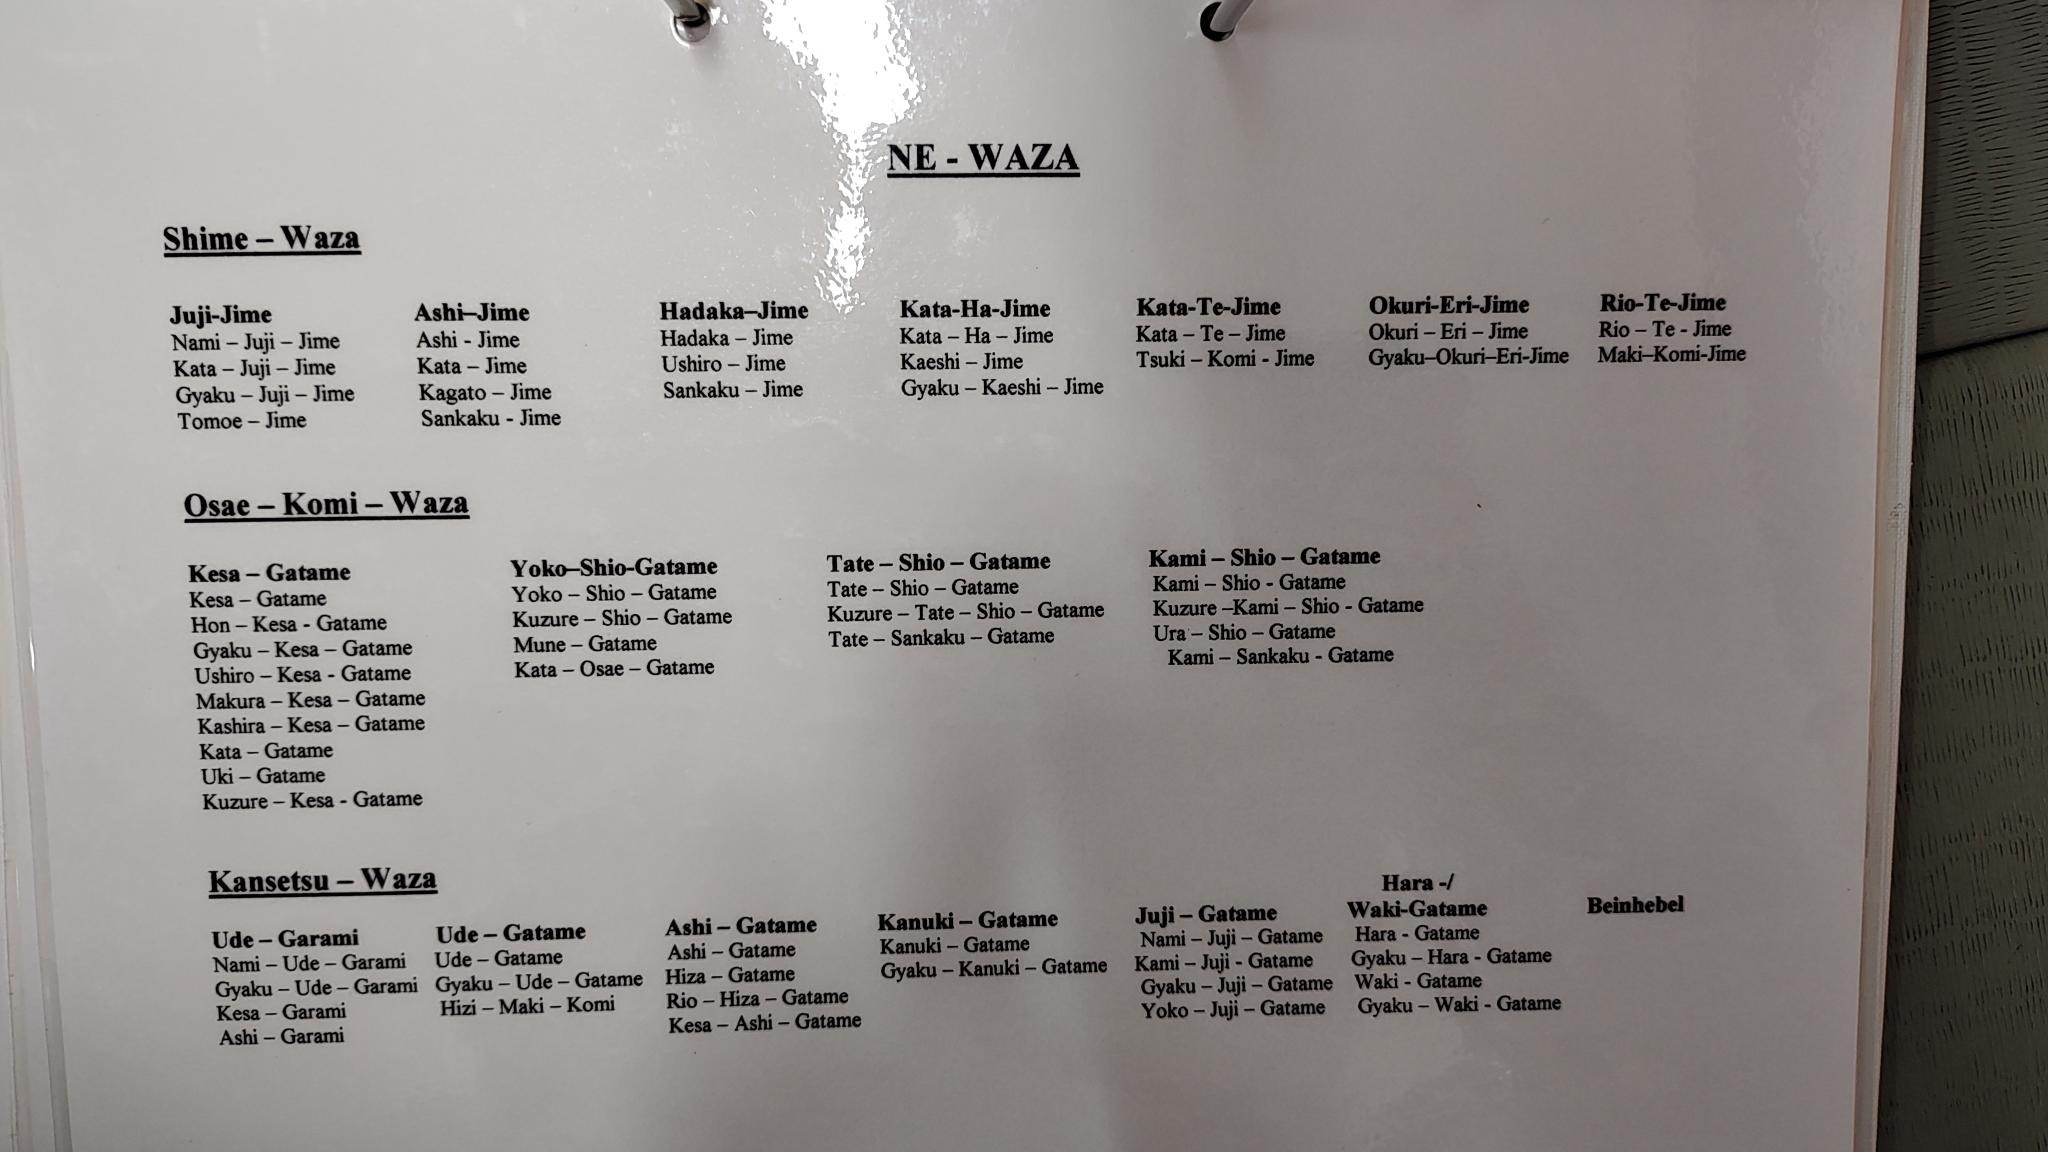 NE - WAZA
Shime – Waza
Juji-Jime
Nami – Juji – Jime
Kata – Juji – Jime
Gyaku – Juji – Jime
Tomoe – Jime
Ashi–Jime
Ashi - Jime
Kata – Jime
Kagato – Jime
Sankaku - Jime
Hadaka–Jime
Hadaka – Jime
Ushiro – Jime
Sankaku – Jime
Kata-Ha-Jime
Kata – Ha – Jime
Kaeshi – Jime
Gyaku – Kaeshi – Jime
Kata-Te-Jime
Kata – Te – Jime
Tsuki – Komi - Jime
Okuri-Eri-Jime
Okuri – Eri – Jime
Gyaku–Okuri–Eri-Jime
Rio-Te-Jime
Rio – Te - Jime
Maki–Komi-Jime
Osae – Komi – Waza
Kesa – Gatame
Kesa – Gatame
Hon – Kesa - Gatame
Gyaku – Kesa – Gatame
Ushiro – Kesa - Gatame
Makura – Kesa – Gatame
Kashira – Kesa – Gatame
Kata – Gatame
Uki – Gatame
Kuzure – Kesa - Gatame
Yoko–Shio-Gatame
Yoko – Shio – Gatame
Kuzure – Shio – Gatame
Mune – Gatame
Kata – Osae – Gatame
Tate – Shio – Gatame
Tate – Shio – Gatame
Kuzure – Tate – Shio – Gatame
Tate – Sankaku – Gatame
Kami – Shio – Gatame
Kami – Shio - Gatame
Kuzure –Kami – Shio - Gatame
Ura – Shio – Gatame
Kami – Sankaku - Gatame
Kansetsu – Waza
Ude – Garami
Nami – Ude – Garami
Gyaku – Ude – Garami
Kesa – Garami
Ashi – Garami
Ude – Gatame
Ude – Gatame
Gyaku – Ude – Gatame
Hizi – Maki – Komi
Ashi – Gatame
Ashi – Gatame
Hiza – Gatame
Rio – Hiza – Gatame
Kesa – Ashi – Gatame
Kanuki – Gatame
Kanuki – Gatame
Gyaku – Kanuki – Gatame
Juji – Gatame
Nami – Juji – Gatame
Kami – Juji - Gatame
Gyaku – Juji – Gatame
Yoko – Juji – Gatame
Hara -/
Waki-Gatame
Hara - Gatame
Gyaku – Hara - Gatame
Waki - Gatame
Gyaku – Waki - Gatame
Beinhebel